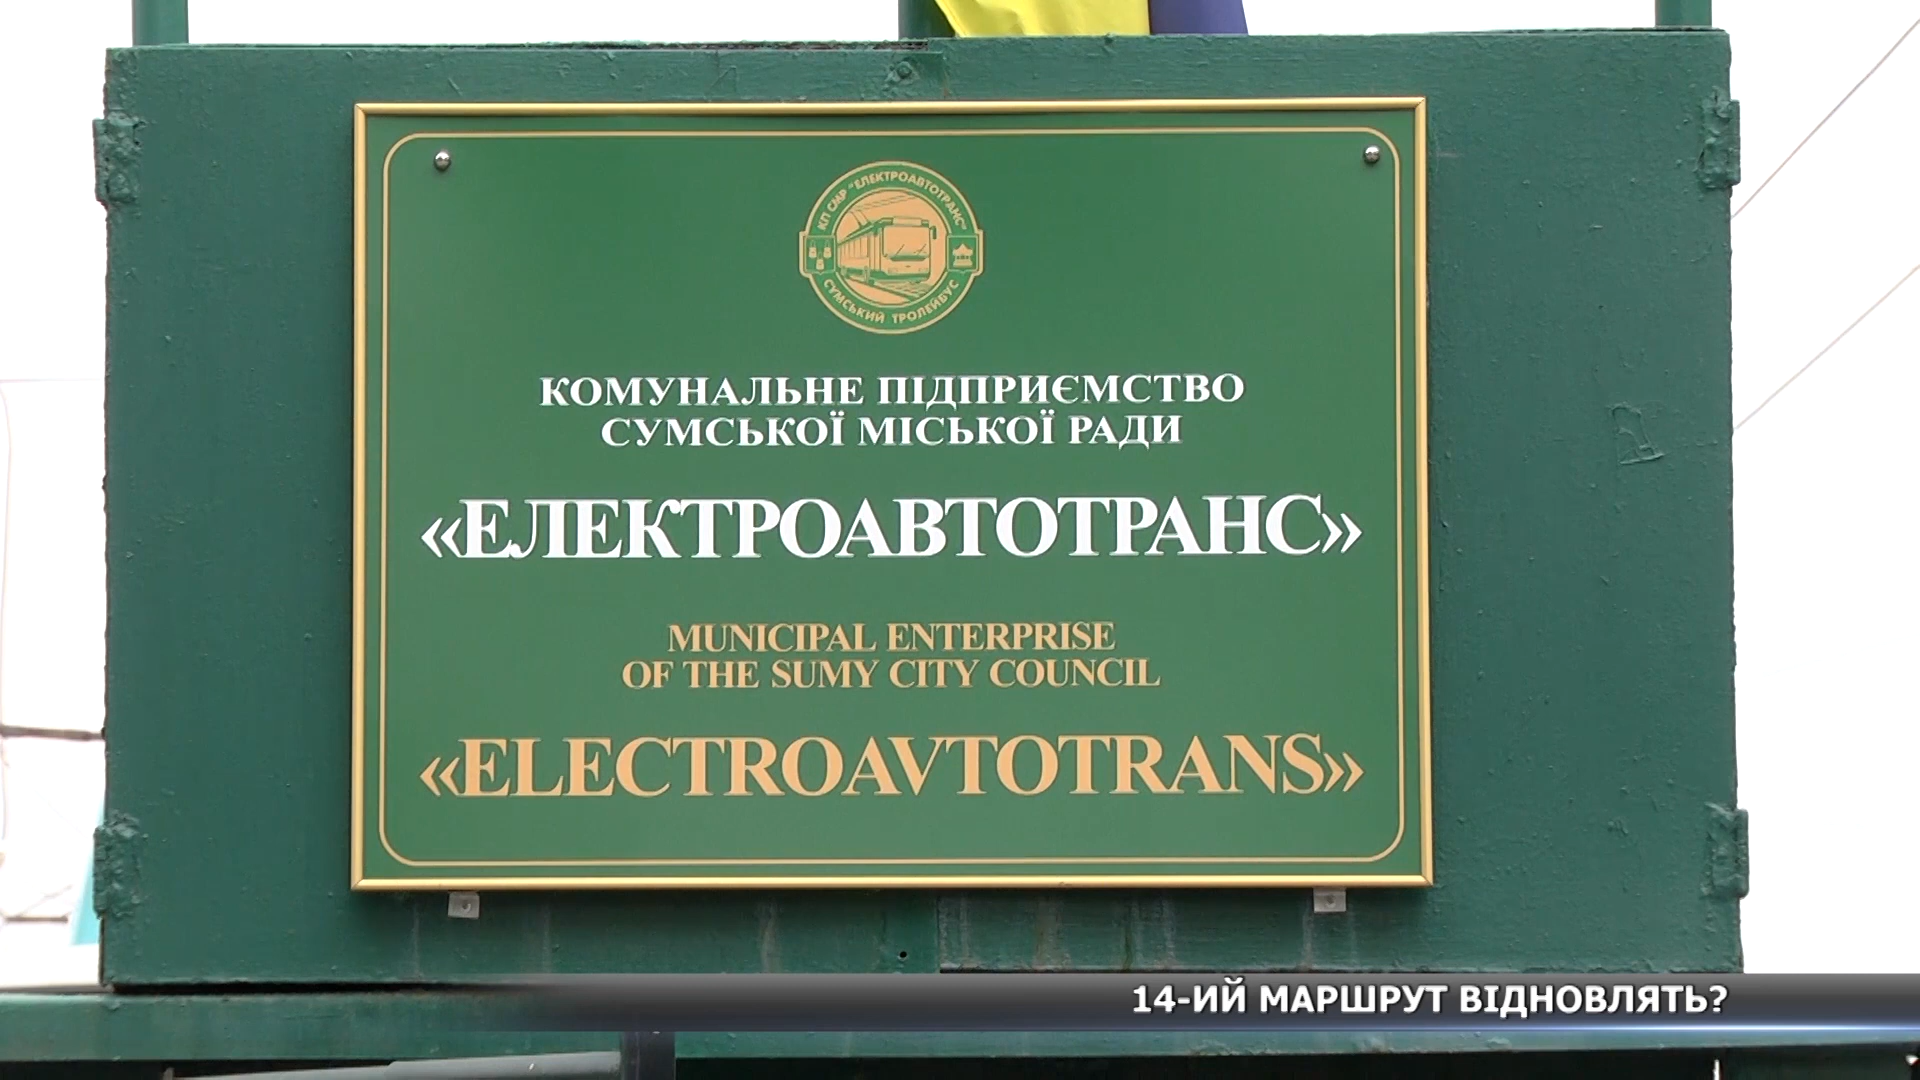 КП СМР "ЕЛЕКТРОАВТОТРАНС"
СУМСЬКИЙ ТРОЛЕЙБУС
КОМУНАЛЬНЕ ПІДПРИЄМСТВО
СУМСЬКОЇ МІСЬКОЇ РАДИ
«ЕЛЕКТРОАВТОТРАНС»
MUNICIPAL ENTERPRISE
OF THE SUMY CITY COUNCIL
«ELECTROAVTOTRANS»
14-ИЙ МАРШРУТ ВІДНОВЛЯТЬ?